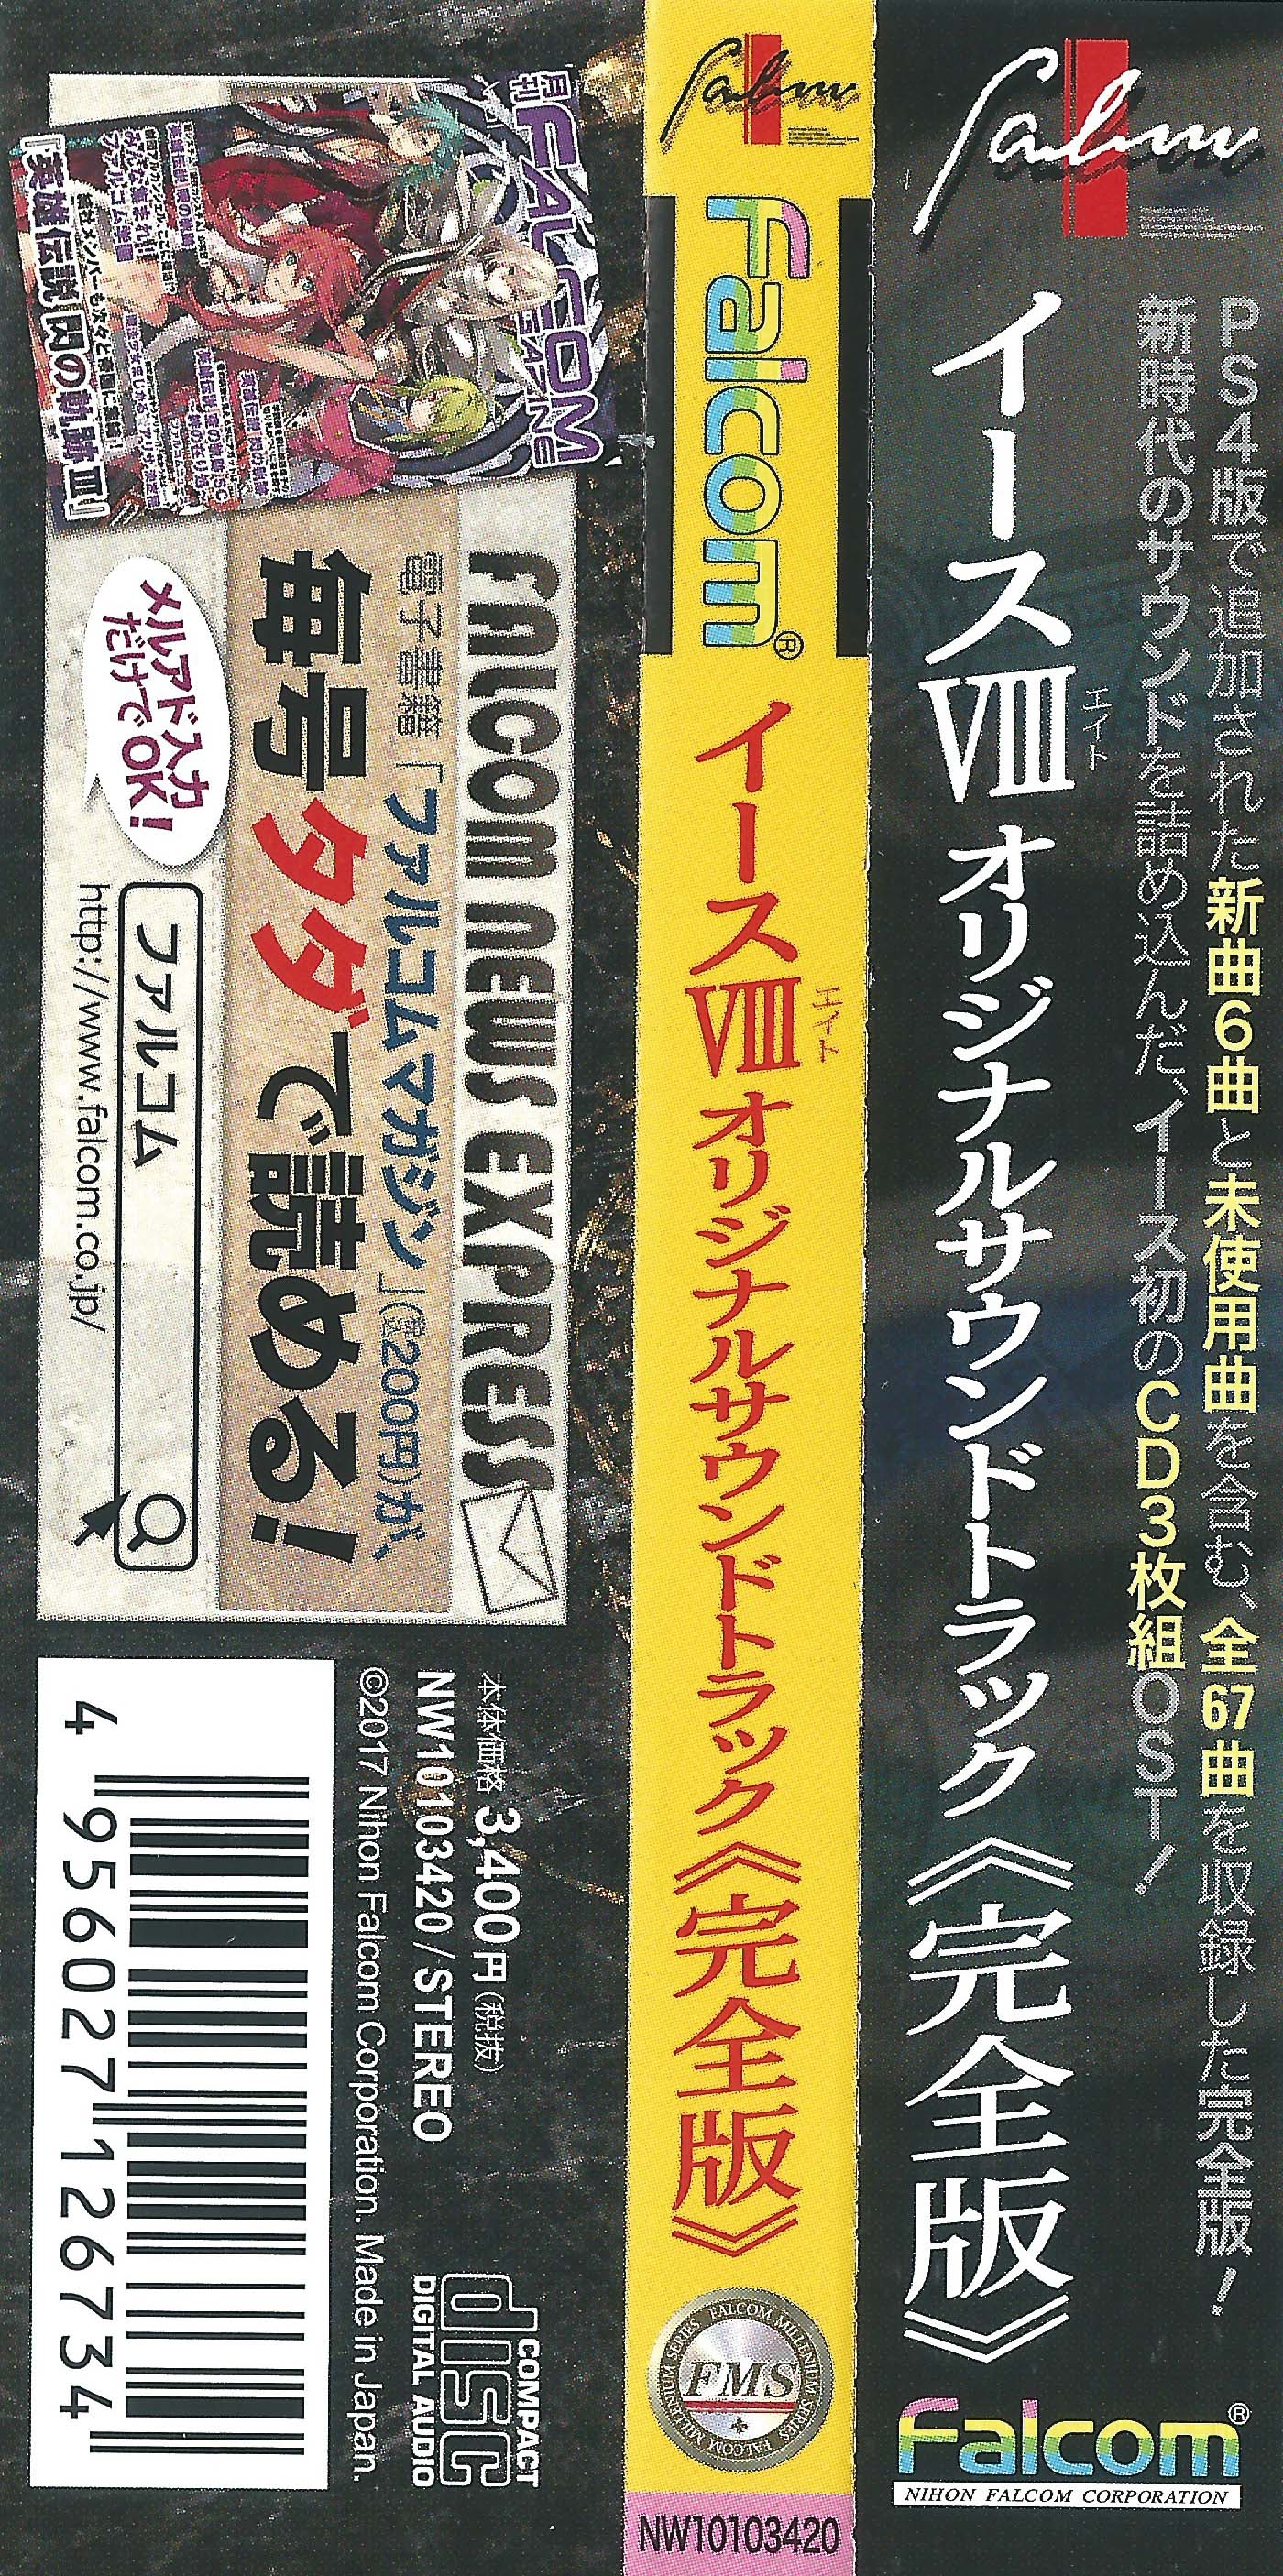 PS4版で追加された新曲6曲と未使用曲を含む、全67曲を収録した完全版!
新時代のサウンドを詰め込んだ、イース初のCD3枚組OST!
イースⅧ オリジナルサウンドトラック《完全版》
エイト
Falcom®
NIHON FALCOM CORPORATION
Falcom®
イースⅧ オリジナルサウンドトラック《完全版》
エイト
FALCOM MILLENIUM SERIES FALCOM MILLENIUM SERIES
FMS
NW10103420
月刊
FALCOM
MAGAZINE
『英雄伝説 閃の軌跡Ⅲ』
FALCOM NEWS EXPRESS
電子書籍「ファルコムマガジン」(税込200円)が、
毎号タダで読める!
メルアド入力
だけでOK!
ファルコム
http://www.falcom.co.jp/
本体価格 3,400円(税抜)
NW10103420 / STEREO
©2017 Nihon Falcom Corporation. Made in Japan.
COMPACT
disc
DIGITAL AUDIO
4 956027 126734